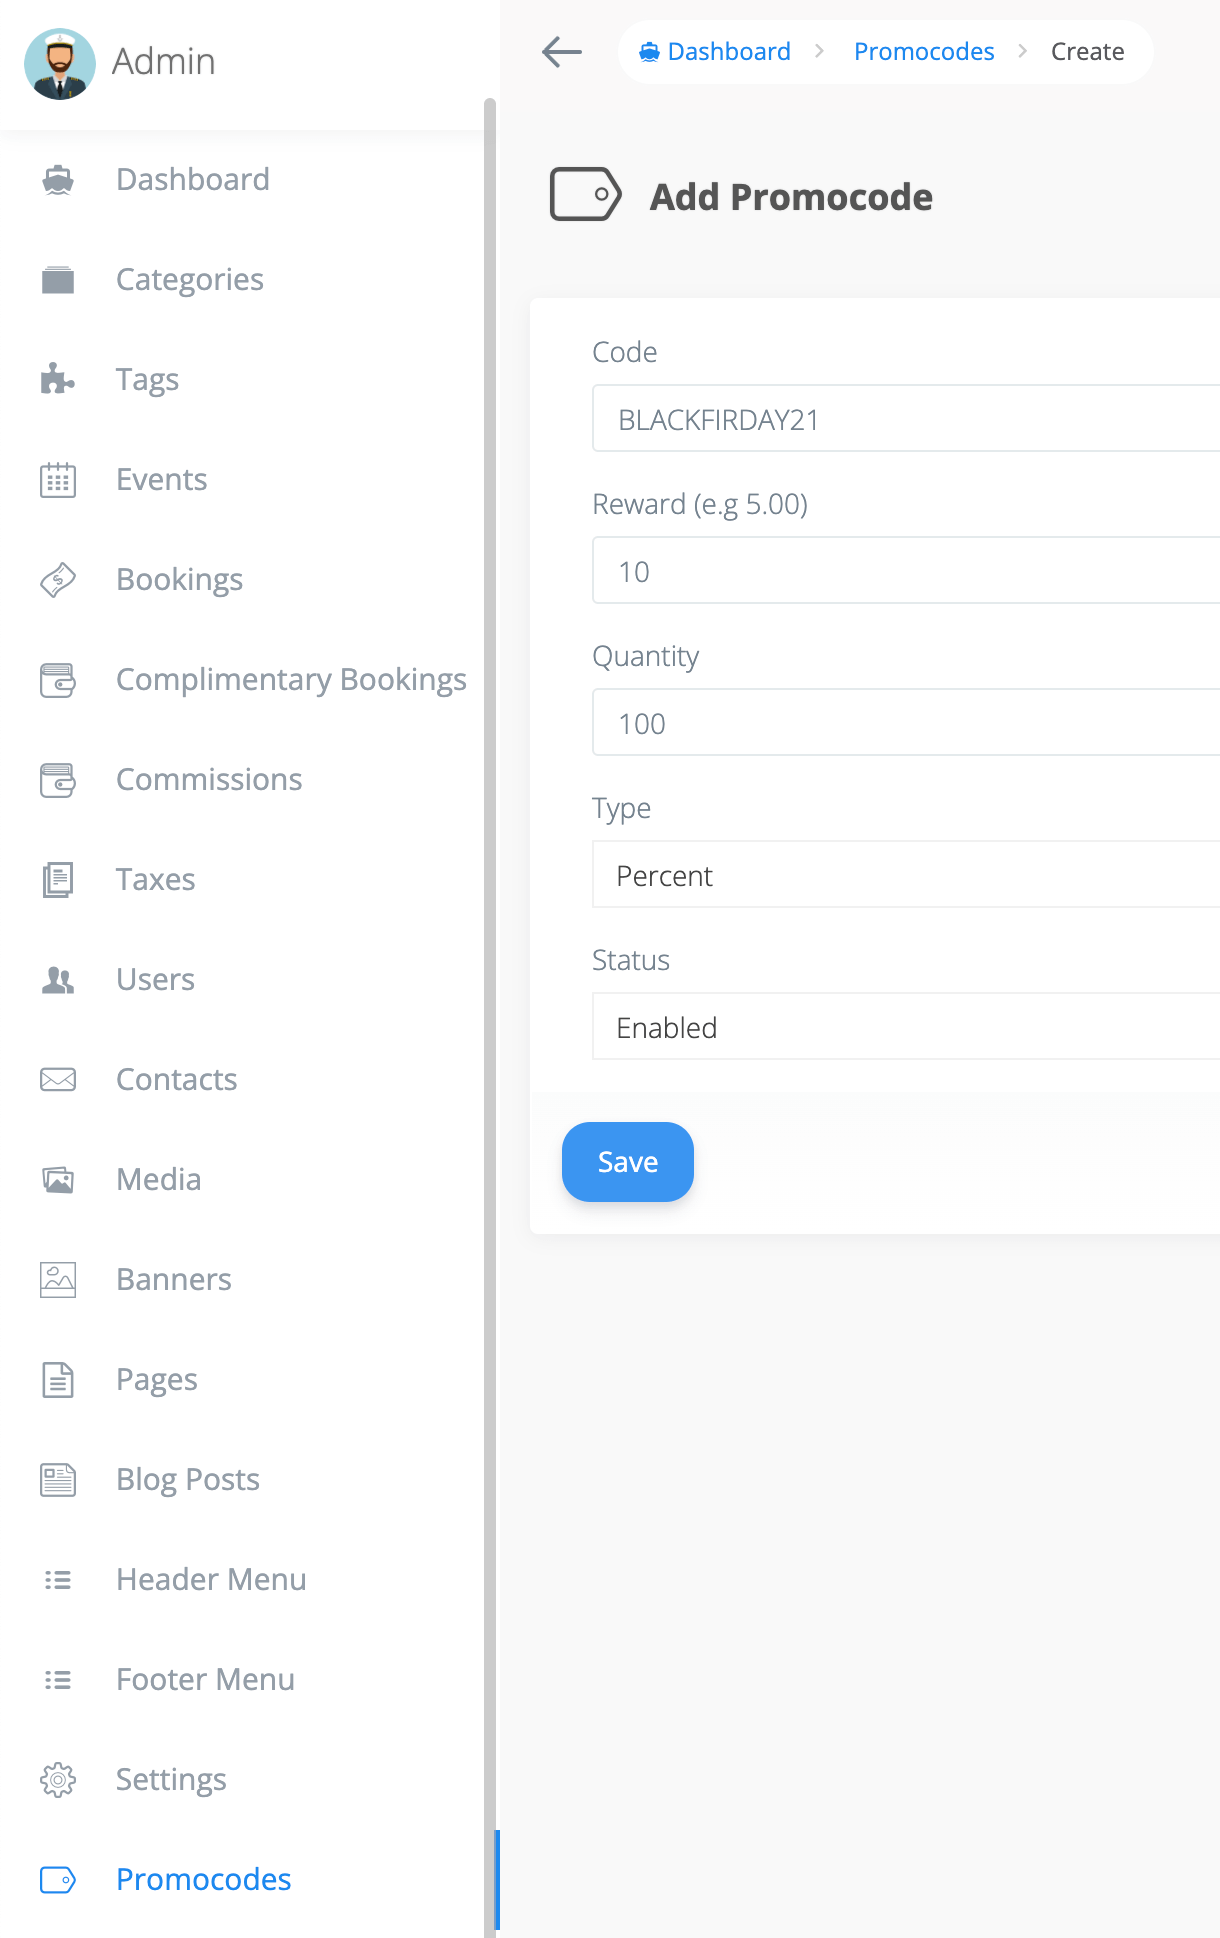 Admin
Dashboard
Categories
Tags
Events
Bookings
Complimentary Bookings
Commissions
Taxes
Users
Contacts
Media
Banners
Pages
Blog Posts
Header Menu
Footer Menu
Settings
Promocodes
Dashboard > Promocodes > Create
Add Promocode
Code
BLACKFIRDAY21
Reward (e.g 5.00)
10
Quantity
100
Type
Percent
Status
Enabled
Save